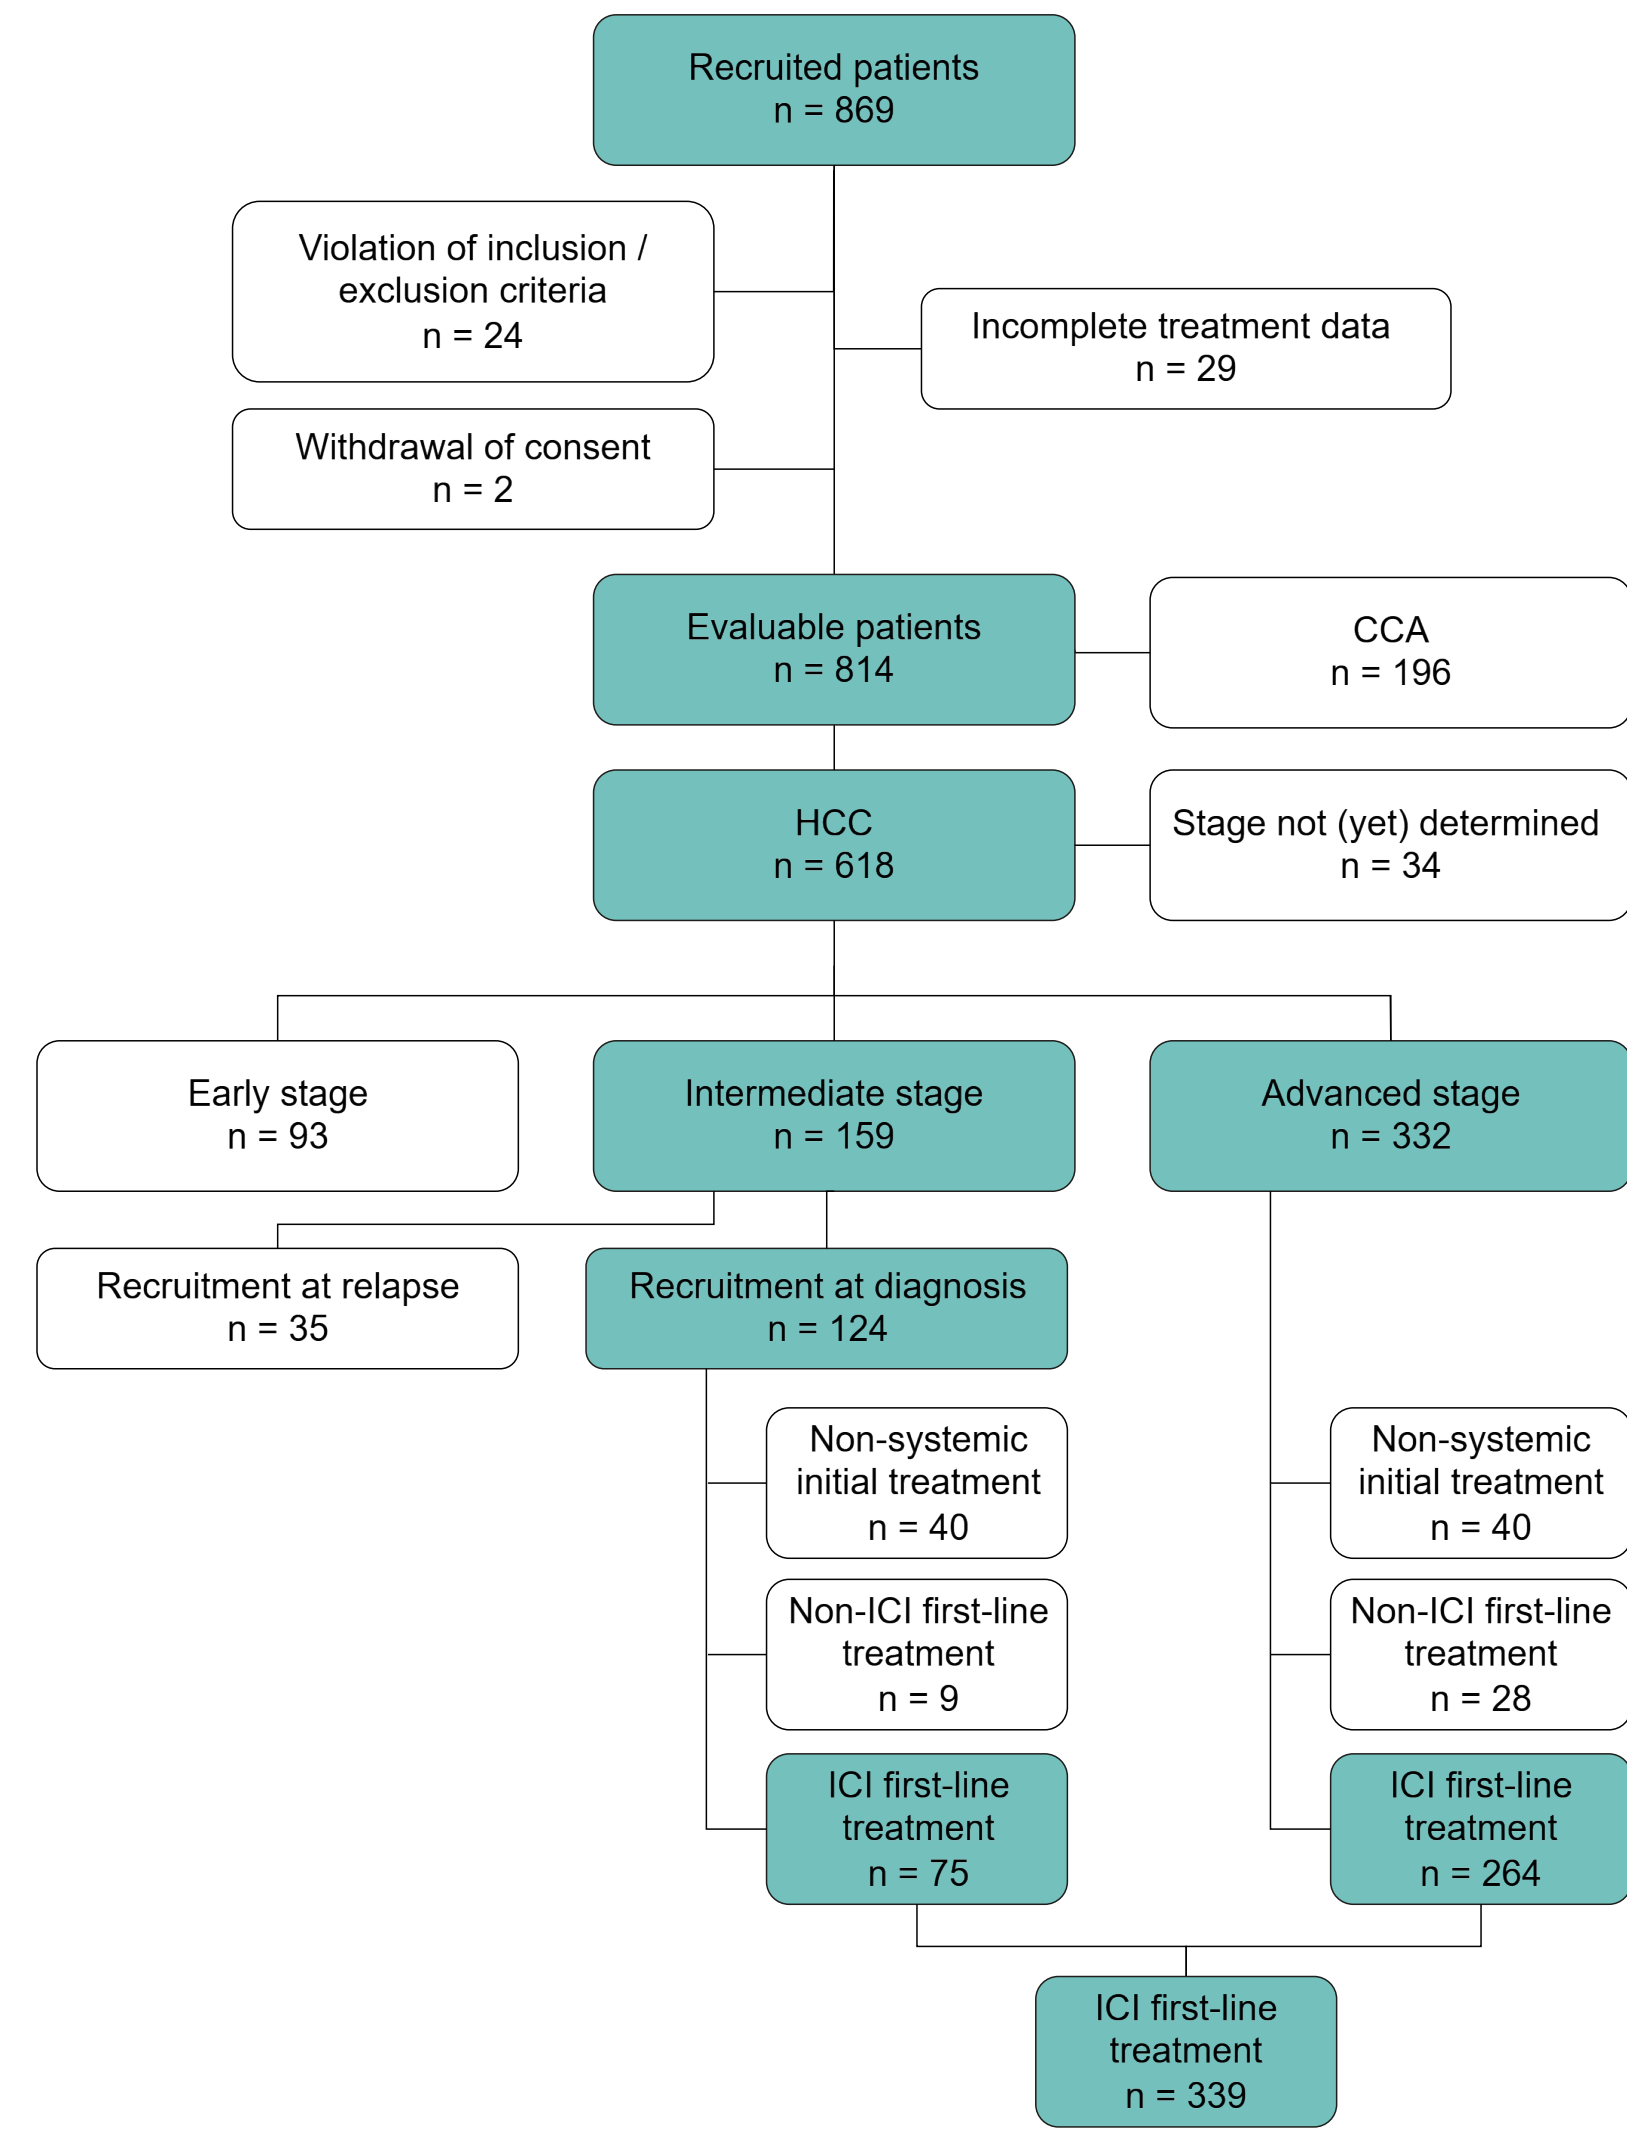 Recruited patients
n = 869
Violation of inclusion /
exclusion criteria
n = 24
Incomplete treatment data
n = 29
Withdrawal of consent
n = 2
Evaluable patients
n = 814
CCA
n = 196
HCC
n = 618
Stage not (yet) determined
n = 34
Early stage
n = 93
Intermediate stage
n = 159
Advanced stage
n = 332
Recruitment at relapse
n = 35
Recruitment at diagnosis
n = 124
Non-systemic
initial treatment
n = 40
Non-ICI first-line
treatment
n = 9
ICI first-line
treatment
n = 75
Non-systemic
initial treatment
n = 40
Non-ICI first-line
treatment
n = 28
ICI first-line
treatment
n = 264
ICI first-line
treatment
n = 339